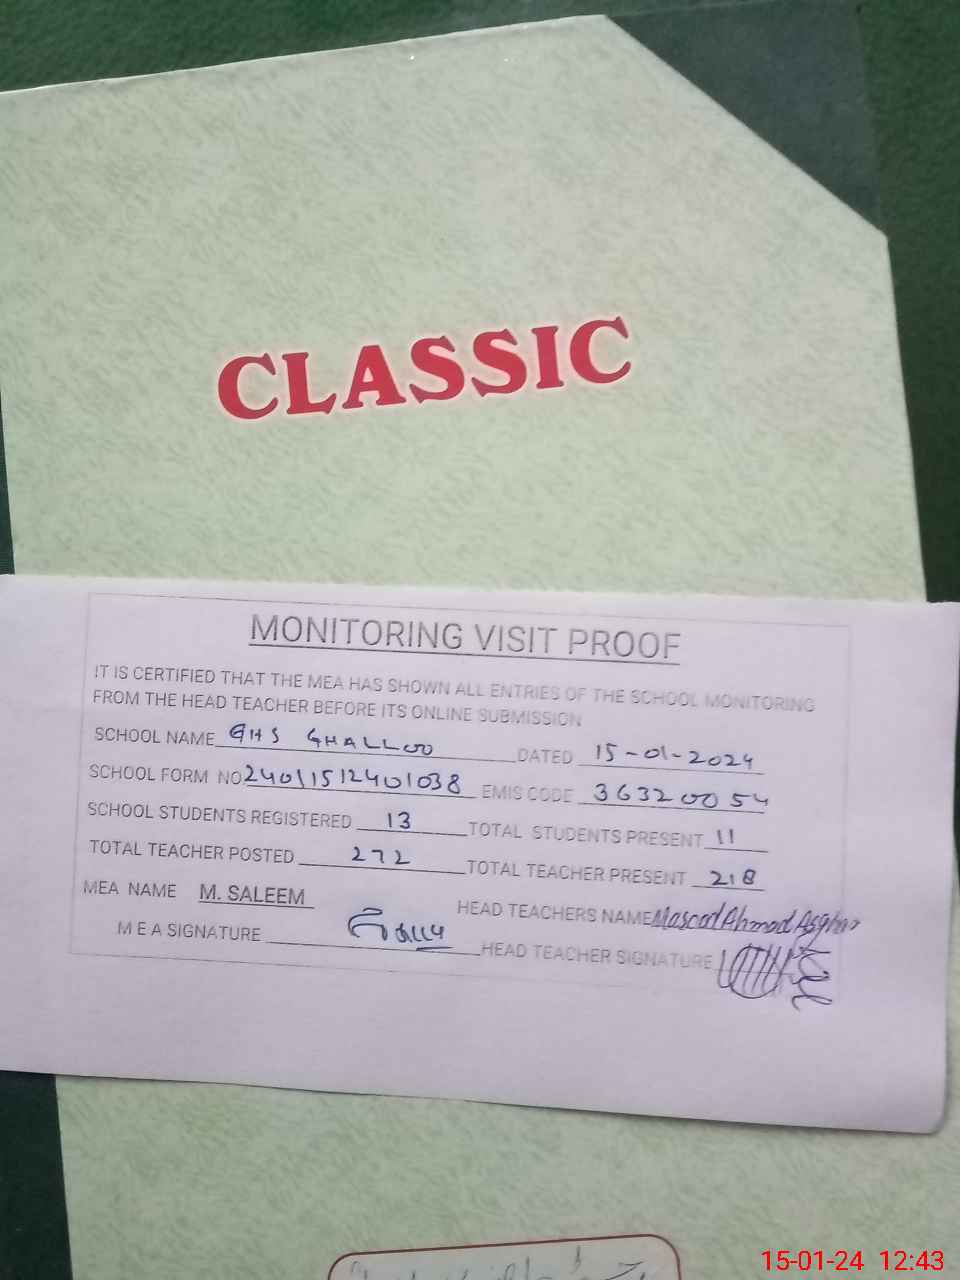 CLASSIC
MONITORING VISIT PROOF
IT IS CERTIFIED THAT THE MEA HAS SHOWN ALL ENTRIES OF THE SCHOOL MONITORING
FROM THE HEAD TEACHER BEFORE ITS ONLINE SUBMISSION
SCHOOL NAME GHS GHALLOO DATED 15-01-2024
SCHOOL FORM NO. 24011512401038 EMIS CODE 36320054
SCHOOL STUDENTS REGISTERED 13 TOTAL STUDENTS PRESENT 11
TOTAL TEACHER POSTED 272 TOTAL TEACHER PRESENT 218
MEA NAME M. SALEEM HEAD TEACHERS NAME Masood Ahmad Asghar
M E A SIGNATURE HEAD TEACHER SIGNATURE
15-01-24 12:43